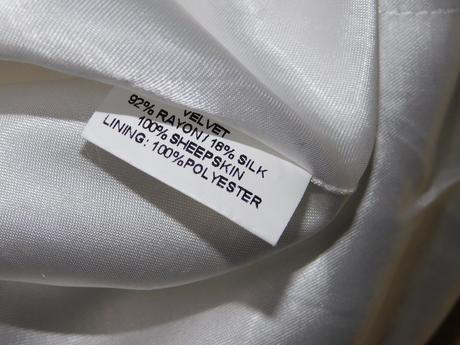 VELVET
92% RAYON / 18% SILK
100% SHEEPSKIN
LINING: 100%POLYESTER